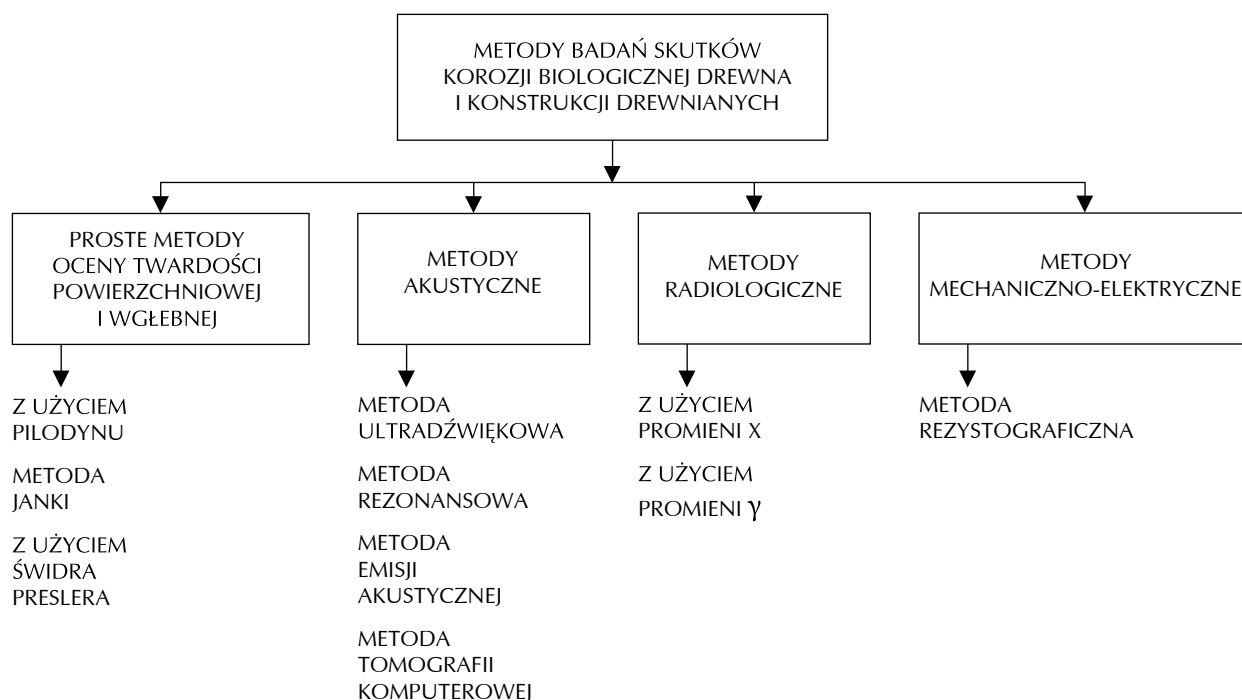 METODY BADAŃ SKUTKÓW
KOROZJI BIOLOGICZNEJ DREWNA
I KONSTRUKCJI DREWNIANYCH
PROSTE METODY
OCENY TWARDOŚCI
POWIERZCHNIOWEJ
I WGŁEBNEJ
METODY
AKUSTYCZNE
METODY
RADIOLOGICZNE
METODY
MECHANICZNO-ELEKTRYCZNE
Z UŻYCIEM
PILODYNU
METODA
JANKI
Z UŻYCIEM
ŚWIDRA
PRESLERA
METODA
ULTRADŹWIĘKOWA
METODA
REZONANSOWA
METODA
EMISJI
AKUSTYCZNEJ
METODA
TOMOGRAFII
KOMPUTEROWEJ
Z UŻYCIEM
PROMIENI X
Z UŻYCIEM
PROMIENI γ
METODA
REZYSTOGRAFICZNA